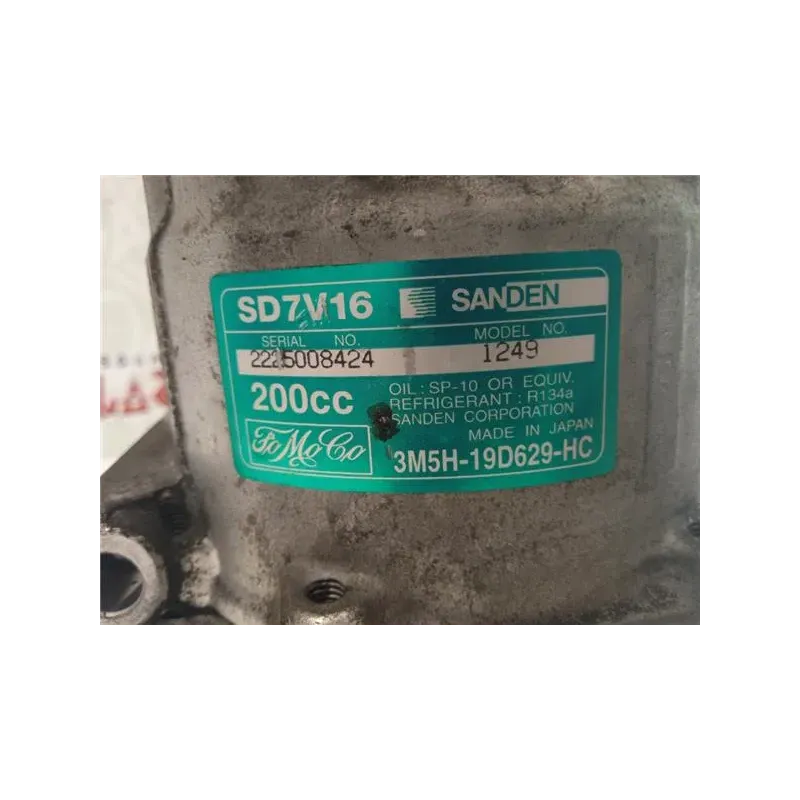 SD7V16 SANDEN
SERIAL NO. MODEL NO.
2225008424 1249
200cc OIL: SP-10 OR EQUIV.
REFRIGERANT: R134a
SANDEN CORPORATION
MADE IN JAPAN
FoMoCo 3M5H-19D629-HC